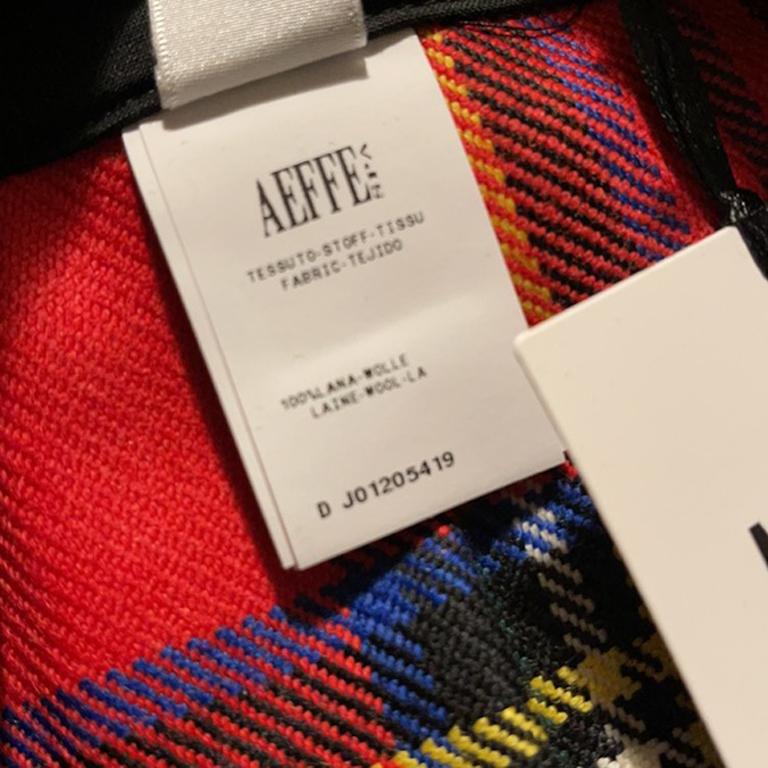 AEFFE
TESSUTO-STOFF-TISSU
FABRIC-TEJIDO
100%LANA-WOLLE
LAINE-WOOL-LA
D J01205419